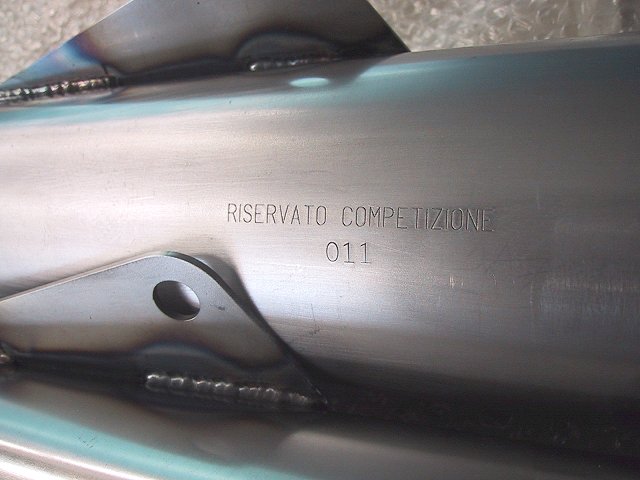 RISERVATO COMPETIZIONE
011